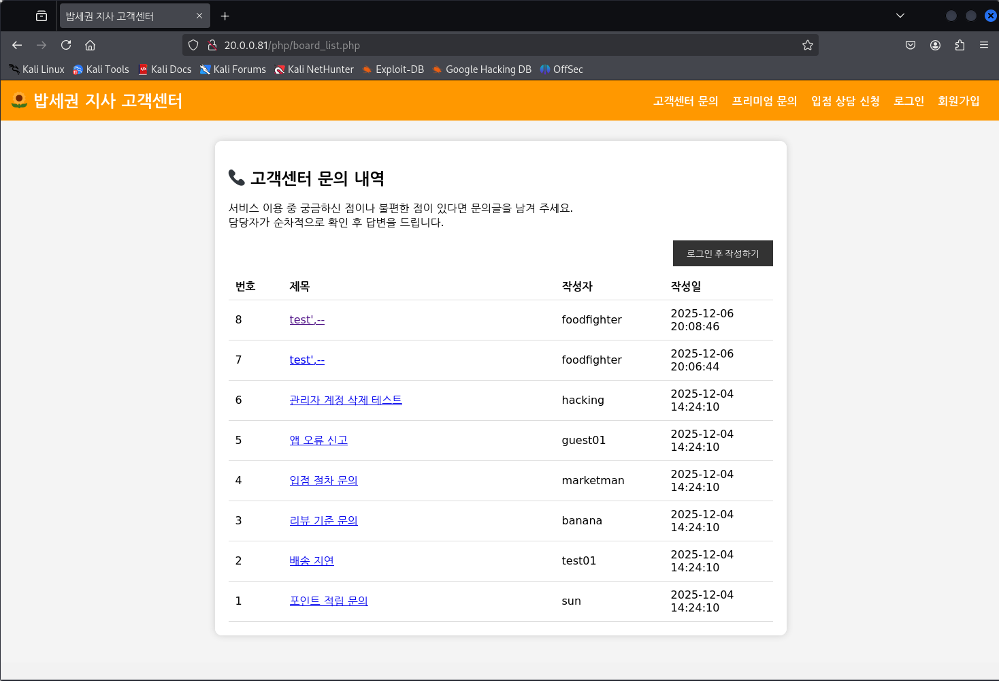 밥세권 지사 고객센터
20.0.0.81/php/board_list.php
Kali Linux Kali Tools Kali Docs Kali Forums Kali NetHunter Exploit-DB Google Hacking DB OffSec
밥세권 지사 고객센터 고객센터 문의 프리미엄 문의 입점 상담 신청 로그인 회원가입
고객센터 문의 내역
서비스 이용 중 궁금하신 점이나 불편한 점이 있다면 문의글을 남겨 주세요.
담당자가 순차적으로 확인 후 답변을 드립니다.
로그인 후 작성하기
번호 제목 작성자 작성일
8 test',-- foodfighter 2025-12-06
20:08:46
7 test',-- foodfighter 2025-12-06
20:06:44
6 관리자 계정 삭제 테스트 hacking 2025-12-04
14:24:10
5 앱 오류 신고 guest01 2025-12-04
14:24:10
4 입점 절차 문의 marketman 2025-12-04
14:24:10
3 리뷰 기준 문의 banana 2025-12-04
14:24:10
2 배송 지연 test01 2025-12-04
14:24:10
1 포인트 적립 문의 sun 2025-12-04
14:24:10